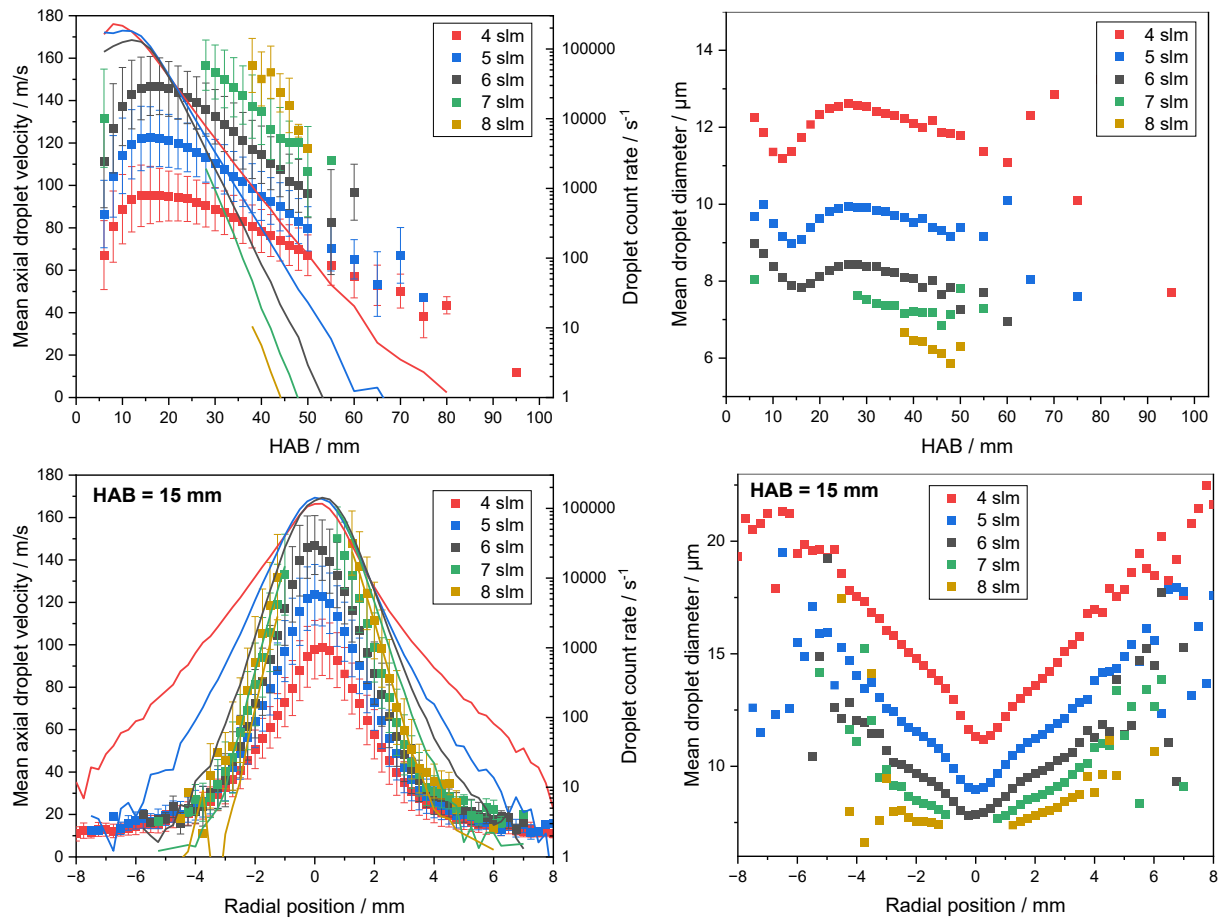 180
160
140
120
100
80
60
40
20
0
Mean axial droplet velocity / m/s
4 slm
5 slm
6 slm
7 slm
8 slm
100000
10000
1000
100
10
1
Droplet count rate / s⁻¹
0 10 20 30 40 50 60 70 80 90 100
HAB / mm
14
12
10
8
6
Mean droplet diameter / µm
4 slm
5 slm
6 slm
7 slm
8 slm
0 10 20 30 40 50 60 70 80 90 100
HAB / mm
180
160
140
120
100
80
60
40
20
0
Mean axial droplet velocity / m/s
HAB = 15 mm
4 slm
5 slm
6 slm
7 slm
8 slm
100000
10000
1000
100
10
1
Droplet count rate / s⁻¹
−8 −6 −4 −2 0 2 4 6 8
Radial position / mm
20
15
10
Mean droplet diameter / µm
HAB = 15 mm
4 slm
5 slm
6 slm
7 slm
8 slm
−8 −6 −4 −2 0 2 4 6 8
Radial position / mm